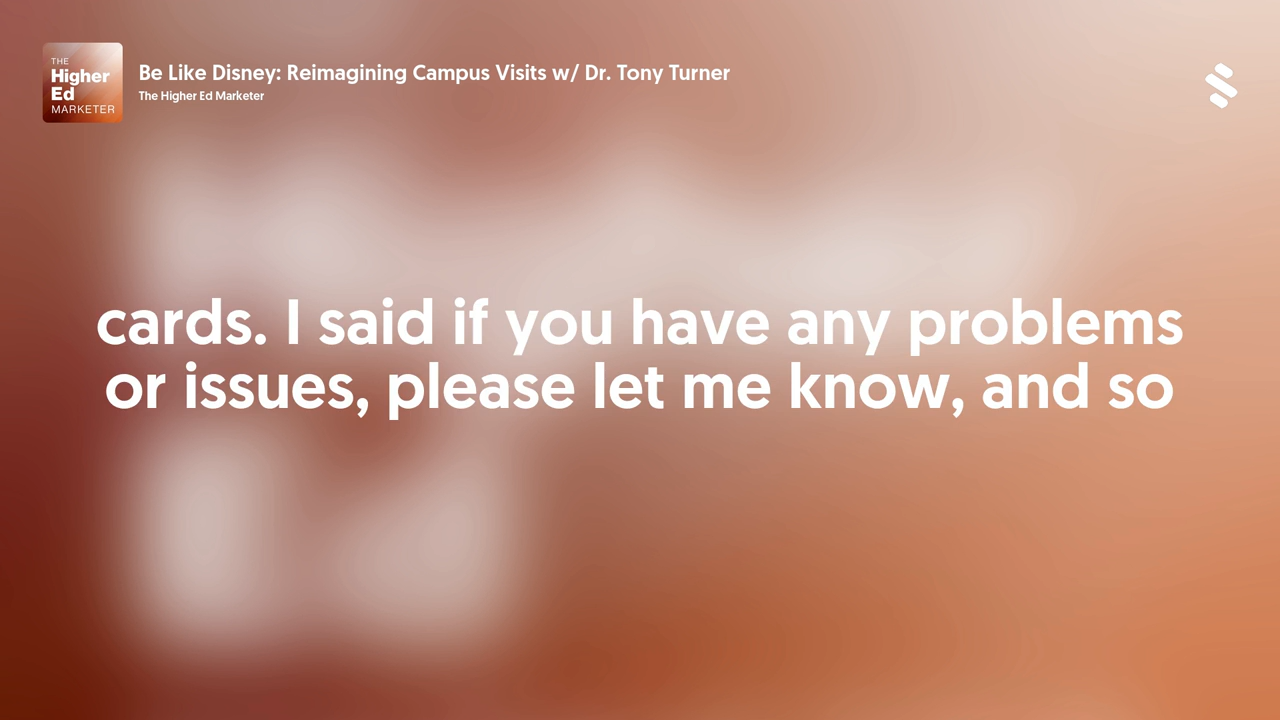 THE
Higher
Ed
MARKETER
Be Like Disney: Reimagining Campus Visits w/ Dr. Tony Turner
The Higher Ed Marketer
cards. I said if you have any problems
or issues, please let me know, and so